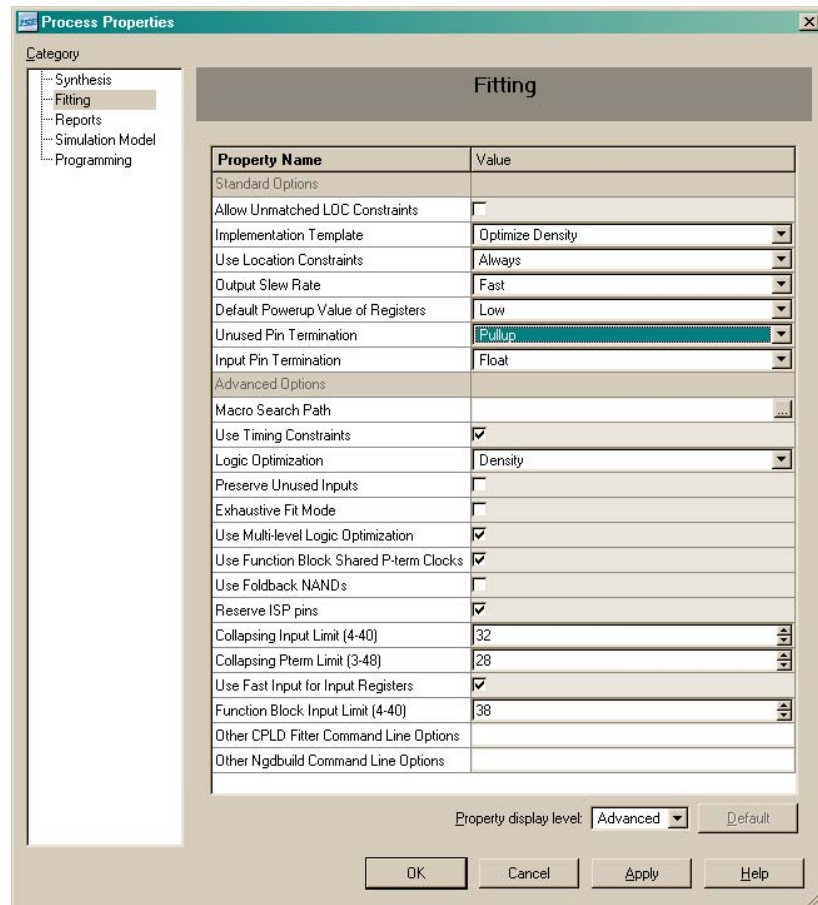 ISE Process Properties
Category
Synthesis
Fitting
Reports
Simulation Model
Programming
Fitting
Property Name Value
Standard Options
Allow Unmatched LOC Constraints
Implementation Template Optimize Density
Use Location Constraints Always
Output Slew Rate Fast
Default Powerup Value of Registers Low
Unused Pin Termination Pullup
Input Pin Termination Float
Advanced Options
Macro Search Path ...
Use Timing Constraints
Logic Optimization Density
Preserve Unused Inputs
Exhaustive Fit Mode
Use Multi-level Logic Optimization
Use Function Block Shared P-term Clocks
Use Foldback NANDs
Reserve ISP pins
Collapsing Input Limit (4-40) 32
Collapsing Pterm Limit (3-48) 28
Use Fast Input for Input Registers
Function Block Input Limit (4-40) 38
Other CPLD Fitter Command Line Options
Other Ngdbuild Command Line Options
Property display level: Advanced Default
OK Cancel Apply Help